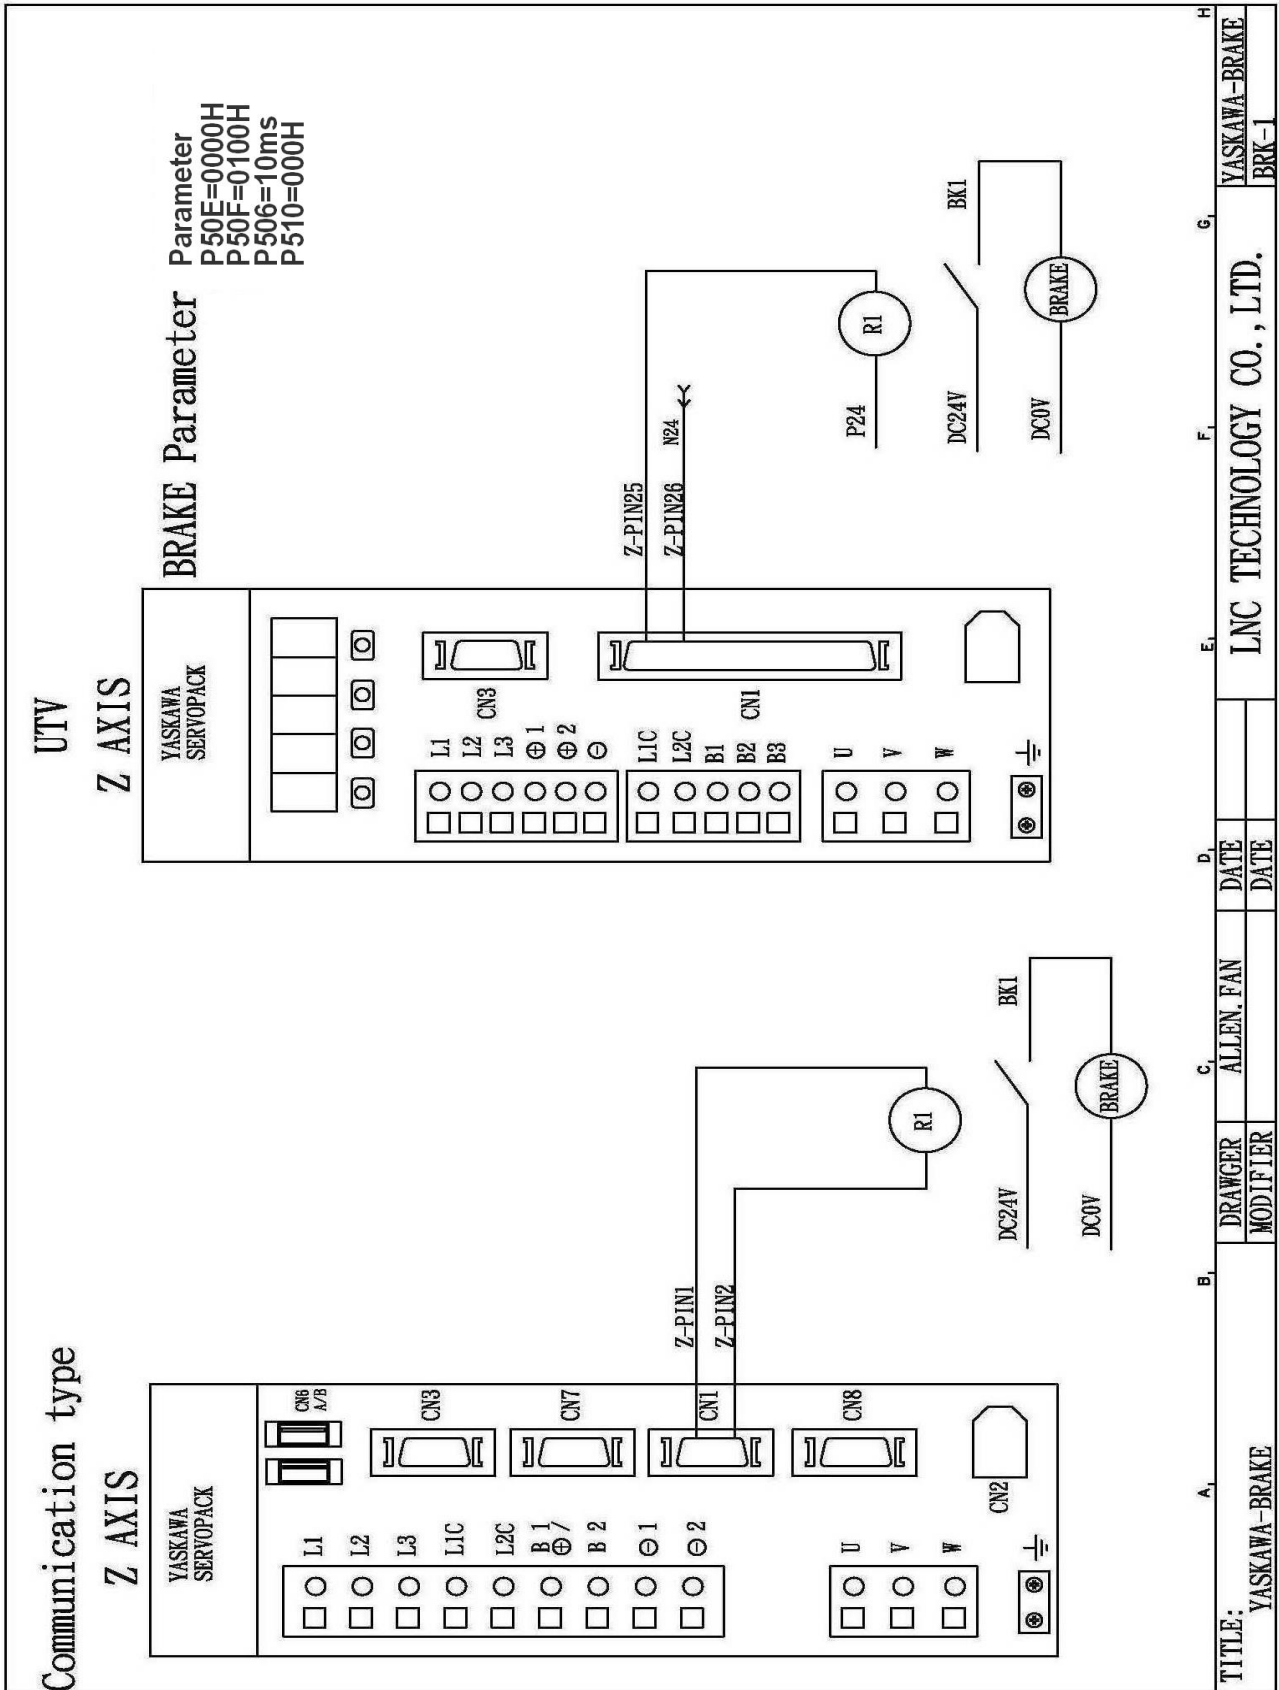 Communication type
Z AXIS
YASKAWA
SERVOPACK
CN6
A/B
CN3
CN7
CN1
CN8
CN2
L1
L2
L3
L1C
L2C
B 1
⊕ /
B 2
⊖ 1
⊖ 2
U
V
W
Z-PIN1
Z-PIN2
R1
DC24V
BK1
DC0V
BRAKE
UTV
Z AXIS
YASKAWA
SERVOPACK
BRAKE Parameter
Parameter
P50E=0000H
P50F=0100H
P506=10ms
P510=000H
CN3
CN1
L1
L2
L3
⊕ 1
⊕ 2
⊖
L1C
L2C
B1
B2
B3
U
V
W
Z-PIN25
Z-PIN26
N24
P24
R1
DC24V
BK1
DC0V
BRAKE
A
B
C
D
E
F
G
H
TITLE:
YASKAWA-BRAKE
DRAWGER
ALLEN.FAN
DATE
MODIFIER
DATE
LNC TECHNOLOGY CO.,LTD.
YASKAWA-BRAKE
BRK-1